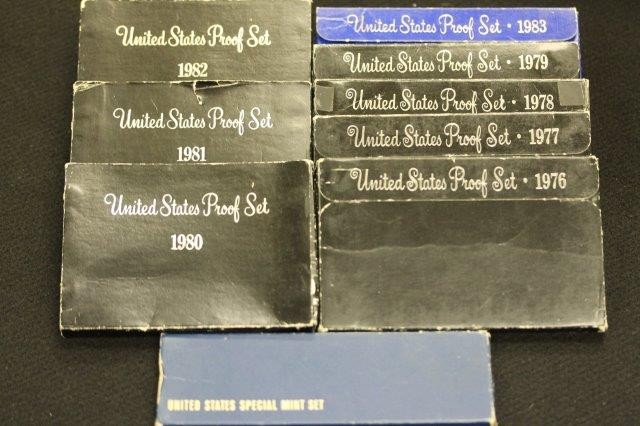 United States Proof Set
1982
United States Proof Set
1981
United States Proof Set
1980
United States Proof Set · 1983
United States Proof Set · 1979
United States Proof Set · 1978
United States Proof Set · 1977
United States Proof Set · 1976
UNITED STATES SPECIAL MINT SET